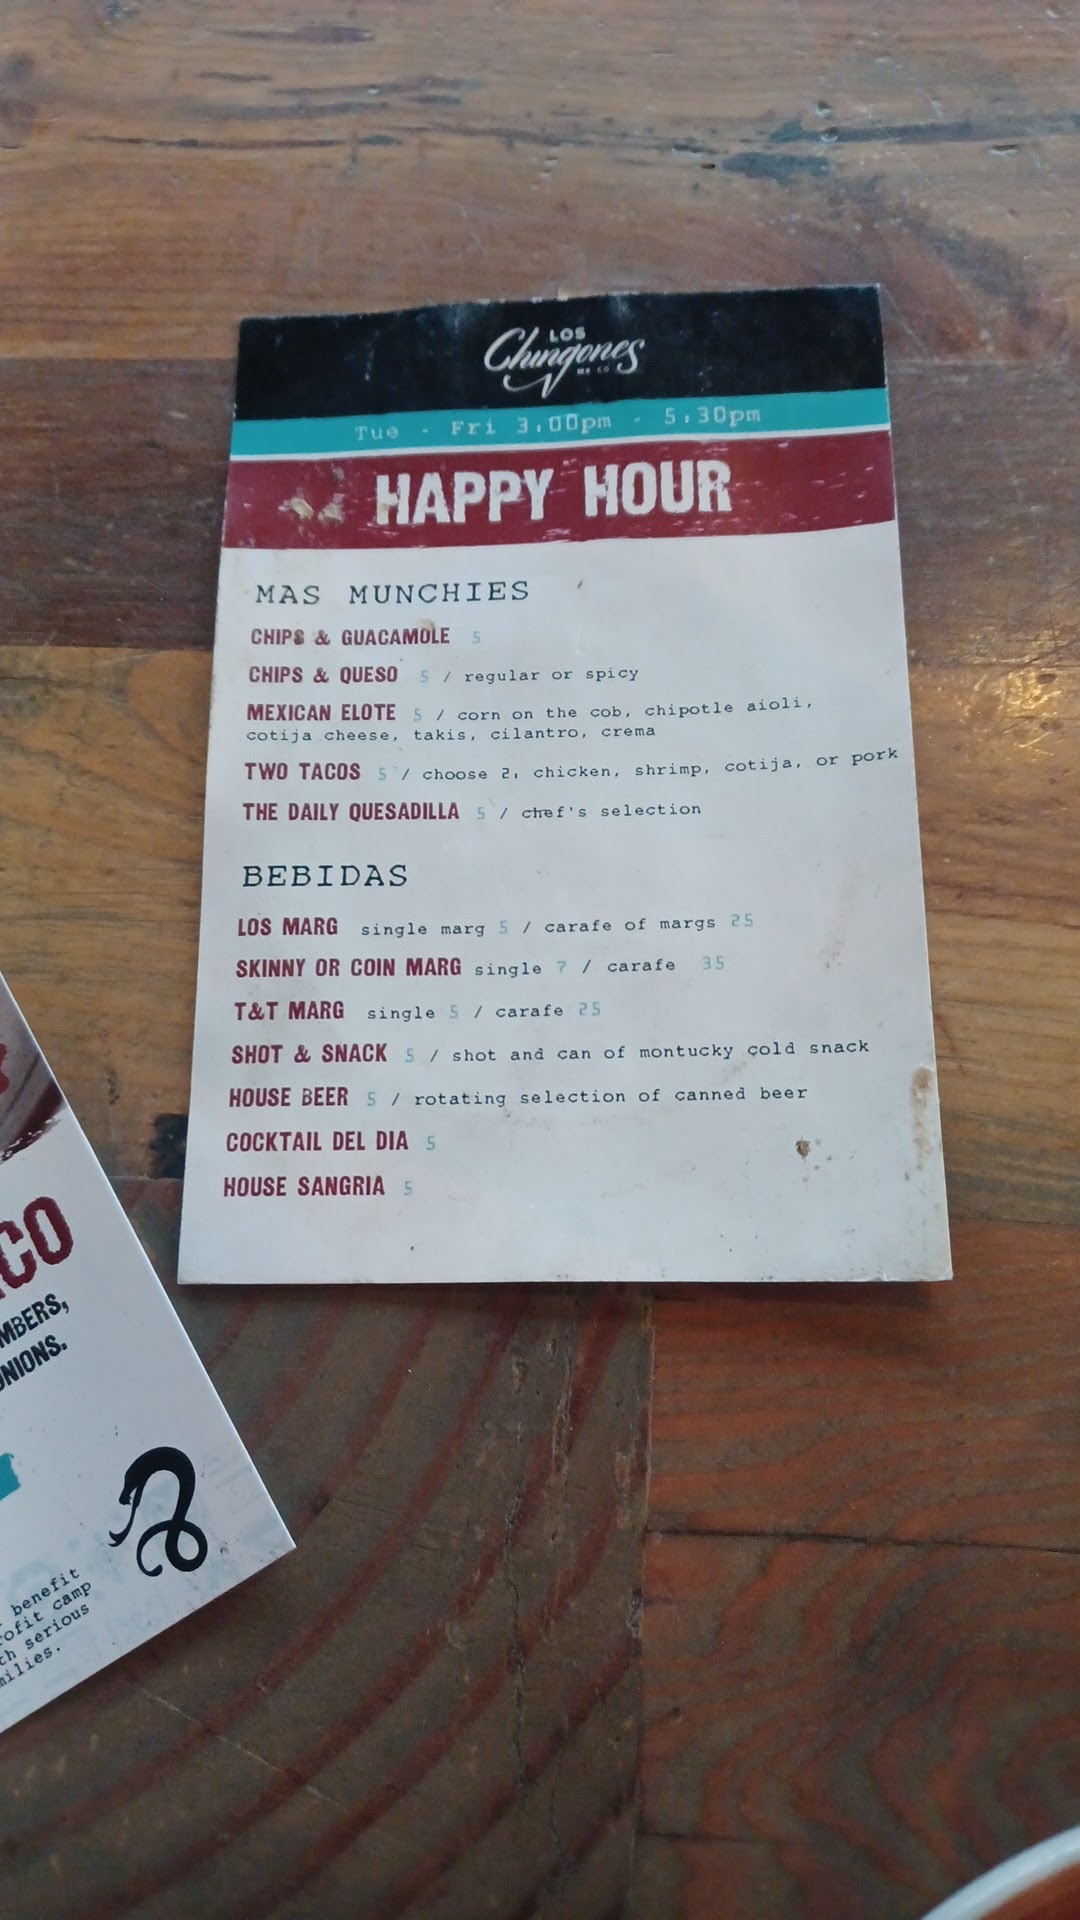 LOS
Chingones
MX CO
Tue - Fri 3.00pm - 5.30pm
HAPPY HOUR
MAS MUNCHIES
CHIPS & GUACAMOLE 5
CHIPS & QUESO 5 / regular or spicy
MEXICAN ELOTE 5 / corn on the cob, chipotle aioli,
cotija cheese, takis, cilantro, crema
TWO TACOS 5 / choose 2, chicken, shrimp, cotija, or pork
THE DAILY QUESADILLA 5 / chef's selection
BEBIDAS
LOS MARG single marg 5 / carafe of margs 25
SKINNY OR COIN MARG single 7 / carafe 35
T&T MARG single 5 / carafe 25
SHOT & SNACK 5 / shot and can of montucky cold snack
HOUSE BEER 5 / rotating selection of canned beer
COCKTAIL DEL DIA 5
HOUSE SANGRIA 5
benefit
camp
serious